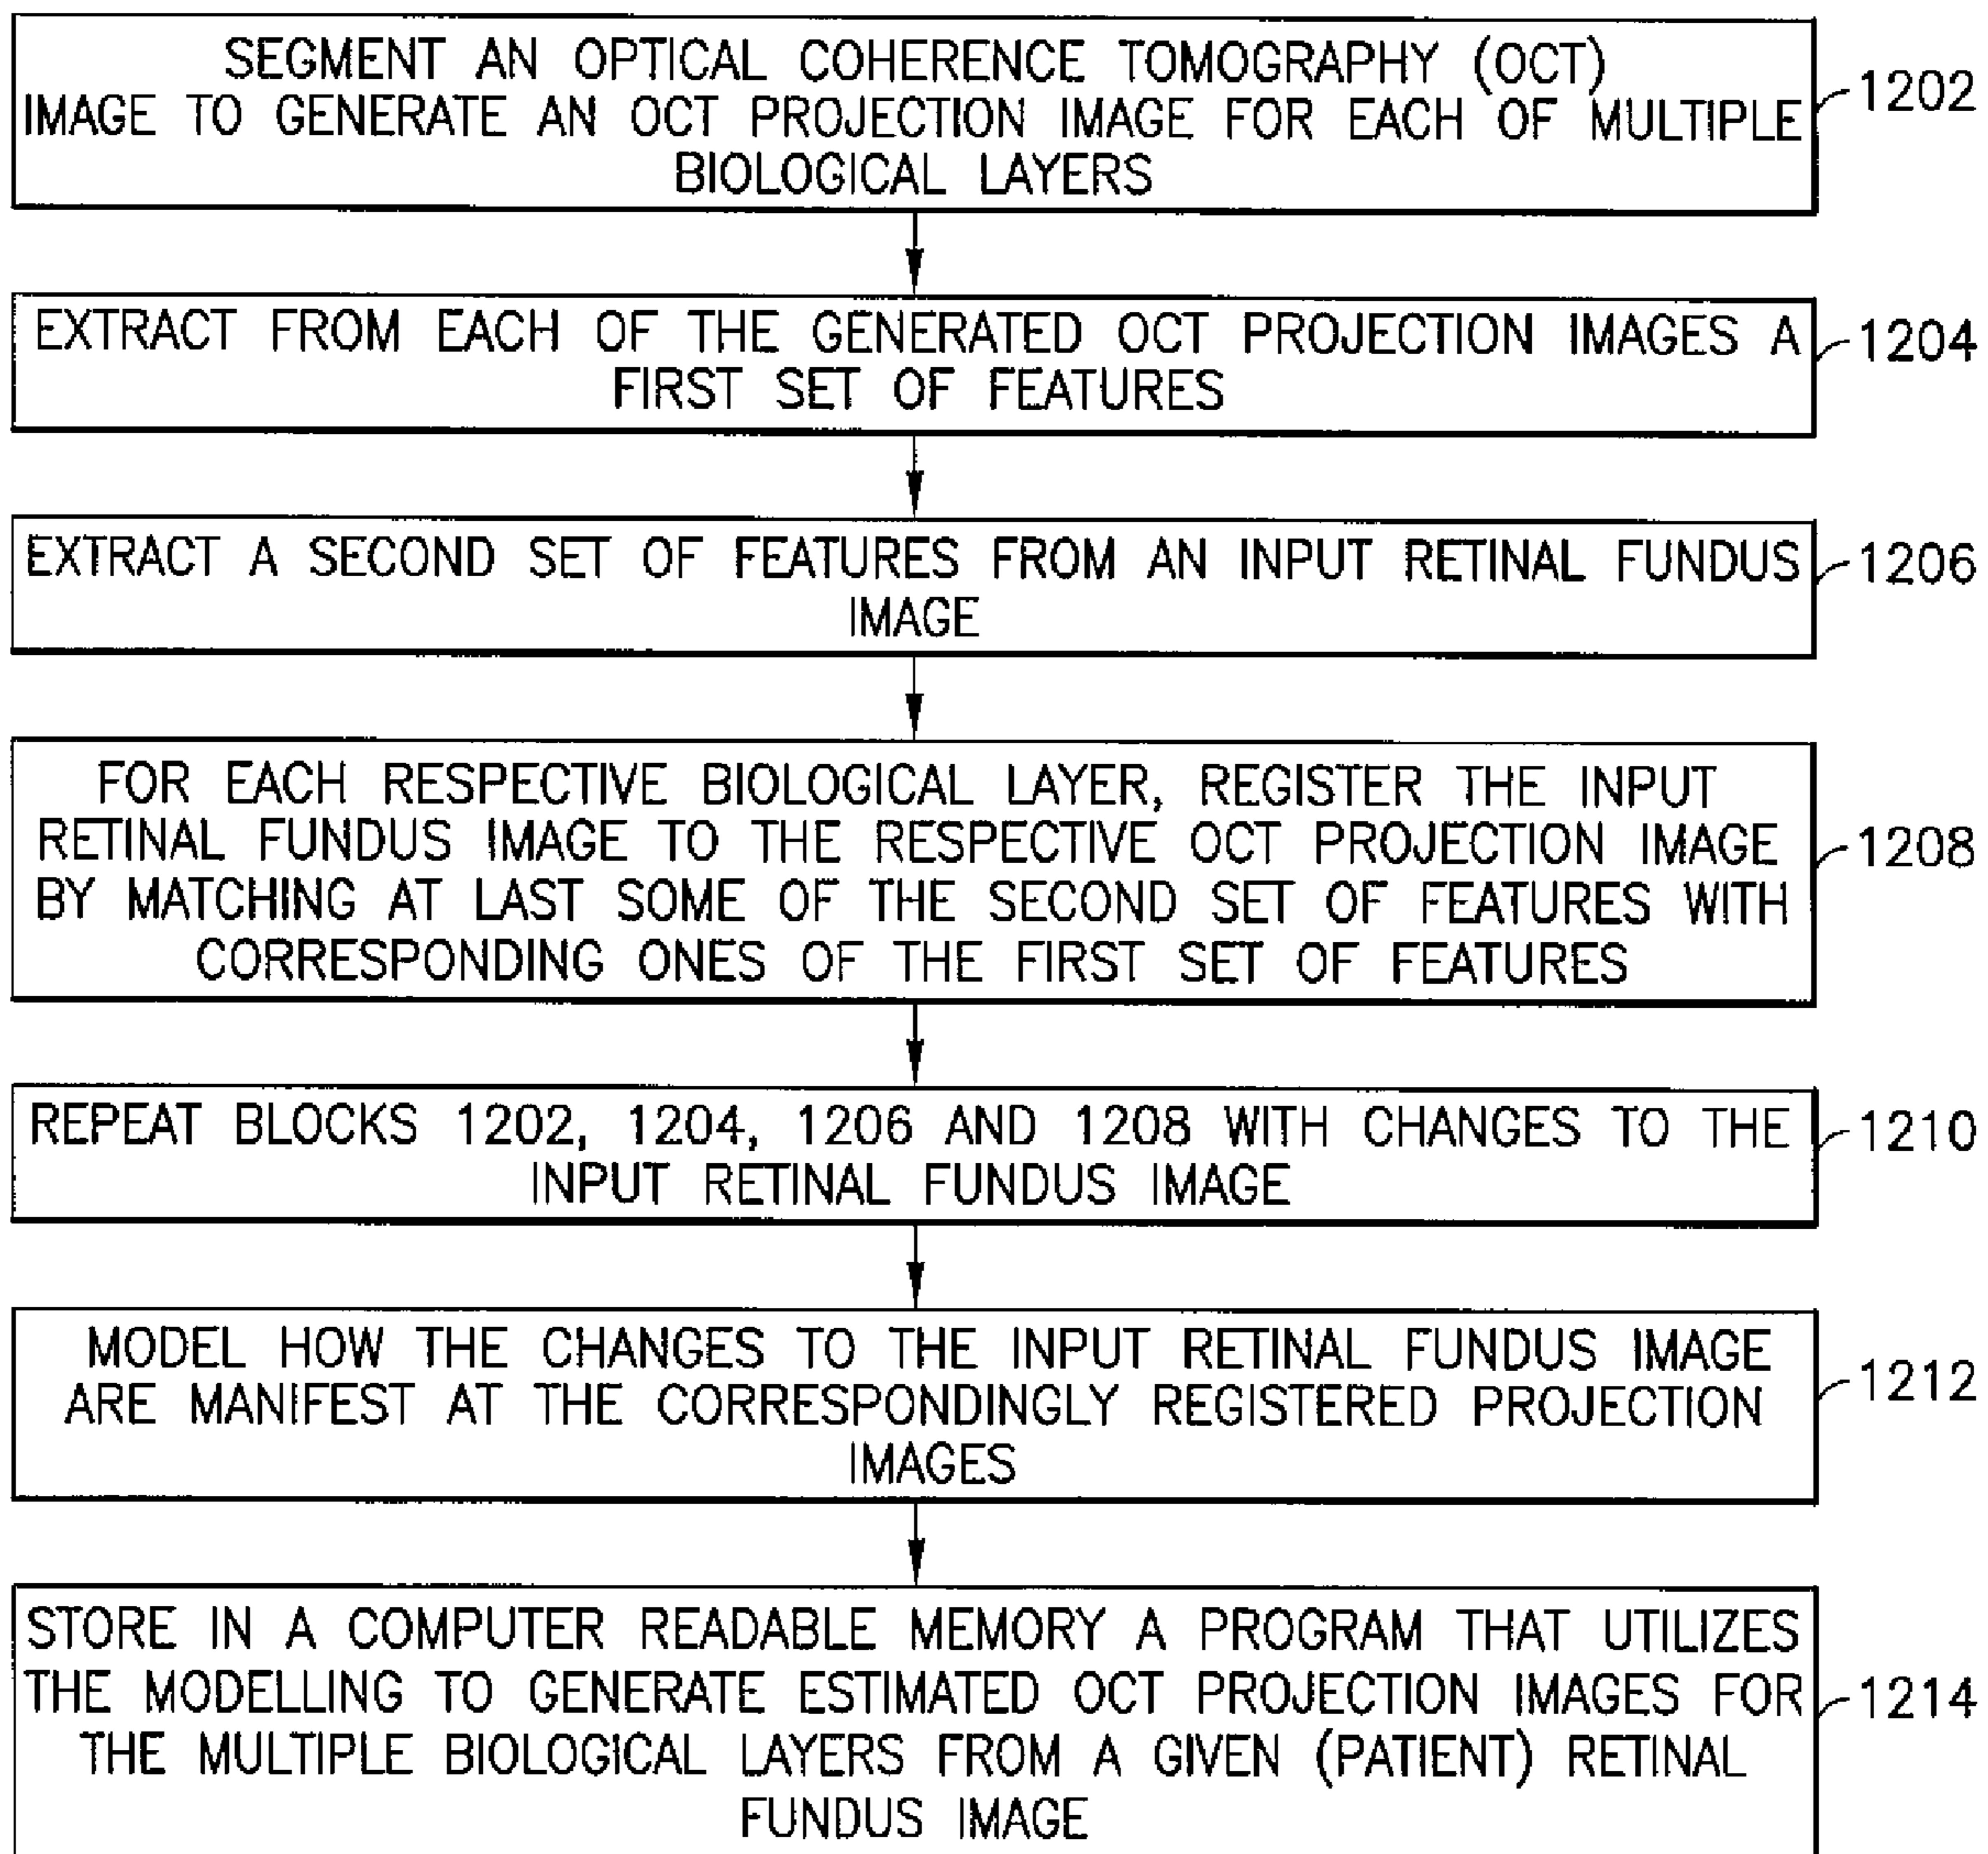 SEGMENT AN OPTICAL COHERENCE TOMOGRAPHY (OCT)
IMAGE TO GENERATE AN OCT PROJECTION IMAGE FOR EACH OF MULTIPLE
BIOLOGICAL LAYERS
1202
EXTRACT FROM EACH OF THE GENERATED OCT PROJECTION IMAGES A
FIRST SET OF FEATURES
1204
EXTRACT A SECOND SET OF FEATURES FROM AN INPUT RETINAL FUNDUS
IMAGE
1206
FOR EACH RESPECTIVE BIOLOGICAL LAYER, REGISTER THE INPUT
RETINAL FUNDUS IMAGE TO THE RESPECTIVE OCT PROJECTION IMAGE
BY MATCHING AT LAST SOME OF THE SECOND SET OF FEATURES WITH
CORRESPONDING ONES OF THE FIRST SET OF FEATURES
1208
REPEAT BLOCKS 1202, 1204, 1206 AND 1208 WITH CHANGES TO THE
INPUT RETINAL FUNDUS IMAGE
1210
MODEL HOW THE CHANGES TO THE INPUT RETINAL FUNDUS IMAGE
ARE MANIFEST AT THE CORRESPONDINGLY REGISTERED PROJECTION
IMAGES
1212
STORE IN A COMPUTER READABLE MEMORY A PROGRAM THAT UTILIZES
THE MODELLING TO GENERATE ESTIMATED OCT PROJECTION IMAGES FOR
THE MULTIPLE BIOLOGICAL LAYERS FROM A GIVEN (PATIENT) RETINAL
FUNDUS IMAGE
1214